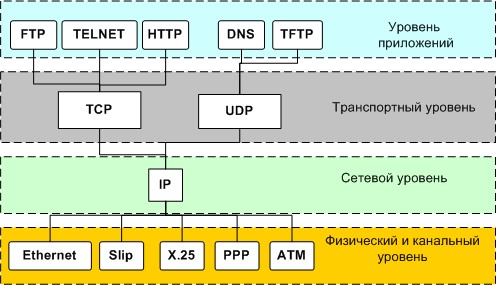 FTP TELNET HTTP DNS TFTP
Уровень
приложений
TCP UDP Транспортный уровень
IP Сетевой уровень
Физический и канальный
уровень
Ethernet Slip X.25 PPP ATM